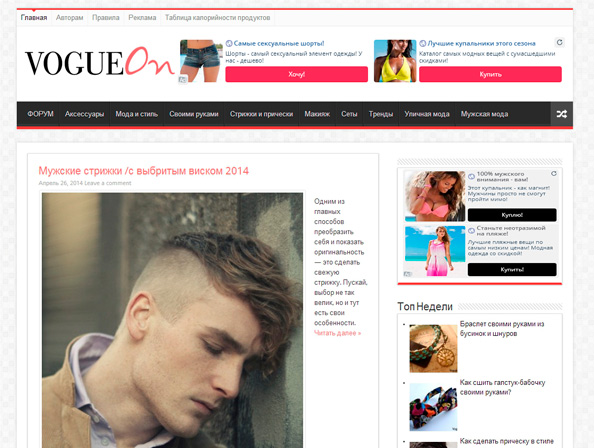 Главная Авторам Правила Реклама Таблица калорийности продуктов
VOGUEOn
Самые сексуальные шорты!
Шорты - самый сексуальный элемент одежды! У
нас - дешево!
Хочу!
Лучшие купальники этого сезона
Каталог самых модных вещей с сумасшедшими
скидками!
Купить
ФОРУМ Аксессуары Мода и стиль Своими руками Стрижки и прически Макияж Сеты Тренды Уличная мода Мужская мода
Мужские стрижки /с выбритым виском 2014
Апрель 26, 2014 Leave a comment
Одним из
главных
способов
преобразить
себя и показать
оригинальность
— это сделать
свежую
стрижку. Пускай,
выбор не так
велик, но и тут
есть свои
особенности.
Читать далее »
100% мужского
внимания - вам!
Этот купальник - как магнит!
Мужчины просто не смогут
пройти мимо!
Куплю!
Станьте неотразимой
на пляже!
Лучшие пляжные вещи по
самым низким ценам! Модная
одежда со скидкой!
Купить!
Топ Недели
Браслет своими руками из
бусинок и шнуров
Как сшить галстук-бабочку
своими руками?
Как сделать прическу в стиле